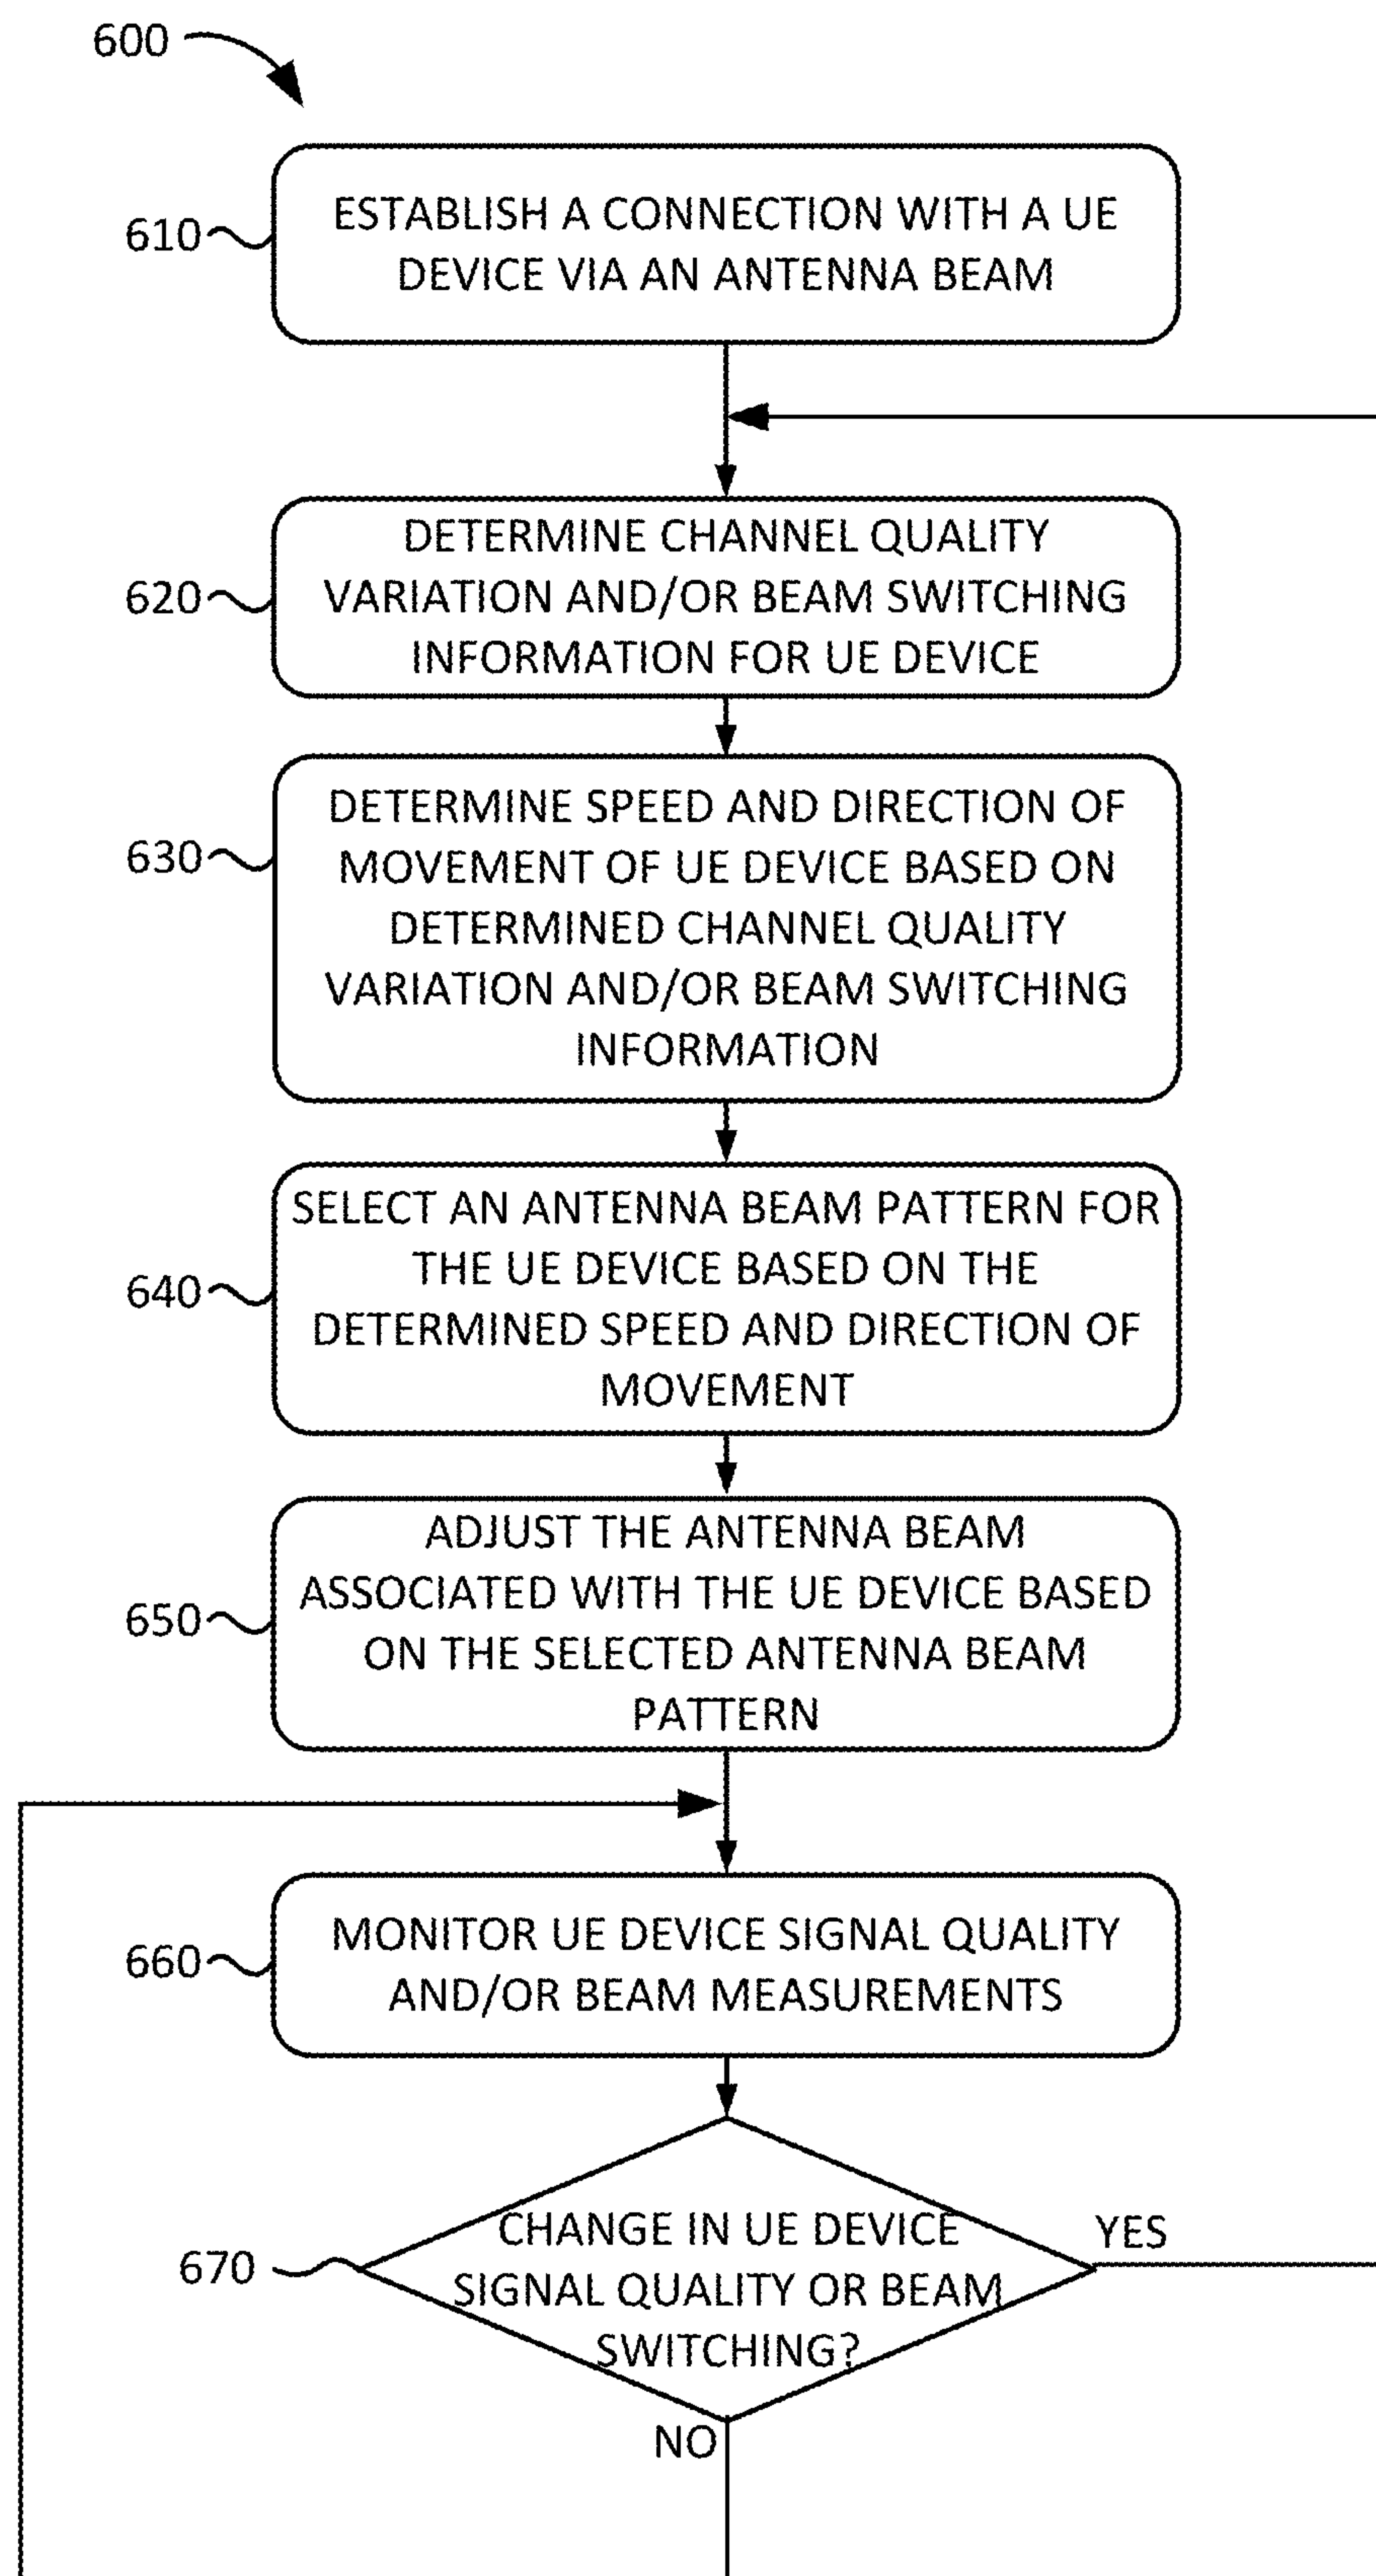 600
610
ESTABLISH A CONNECTION WITH A UE
DEVICE VIA AN ANTENNA BEAM
620
DETERMINE CHANNEL QUALITY
VARIATION AND/OR BEAM SWITCHING
INFORMATION FOR UE DEVICE
630
DETERMINE SPEED AND DIRECTION OF
MOVEMENT OF UE DEVICE BASED ON
DETERMINED CHANNEL QUALITY
VARIATION AND/OR BEAM SWITCHING
INFORMATION
640
SELECT AN ANTENNA BEAM PATTERN FOR
THE UE DEVICE BASED ON THE
DETERMINED SPEED AND DIRECTION OF
MOVEMENT
650
ADJUST THE ANTENNA BEAM
ASSOCIATED WITH THE UE DEVICE BASED
ON THE SELECTED ANTENNA BEAM
PATTERN
660
MONITOR UE DEVICE SIGNAL QUALITY
AND/OR BEAM MEASUREMENTS
670
CHANGE IN UE DEVICE
SIGNAL QUALITY OR BEAM
SWITCHING?
YES
NO